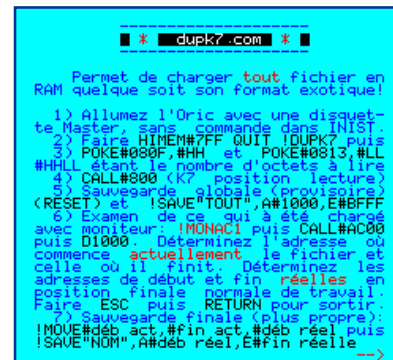 * dupk7.com *
Permet de charger tout fichier en
RAM quelque soit son format exotique!
1) Allumez l'Oric avec une disquet-
te Master, sans commande dans INIST.
2) Faire HIMEM#7FF QUIT !DUPK7 puis
3) POKE#080F,#HH et POKE#0813,#LL
#HHLL étant le nombre d'octets à lire
4) CALL#800 (K7 position lecture)
5) Sauvegarde globale (provisoire)
(RESET) et !SAVE"TOUT",A#1000,E#BFFF
6) Examen de ce qui à été chargé
avec moniteur: !MONAC1 puis CALL#AC00
puis D1000. Déterminez l'adresse où
commence actuellement le fichier et
celle où il finit. Déterminez les
adresses de début et fin réelles en
position finale normale de travail.
Faire ESC puis RETURN pour sortir.
7) Sauvegarde finale (plus propre):
!MOVE#déb act,#fin act,#déb réel puis
!SAVE"NOM",A#déb réel,E#fin réelle
-->